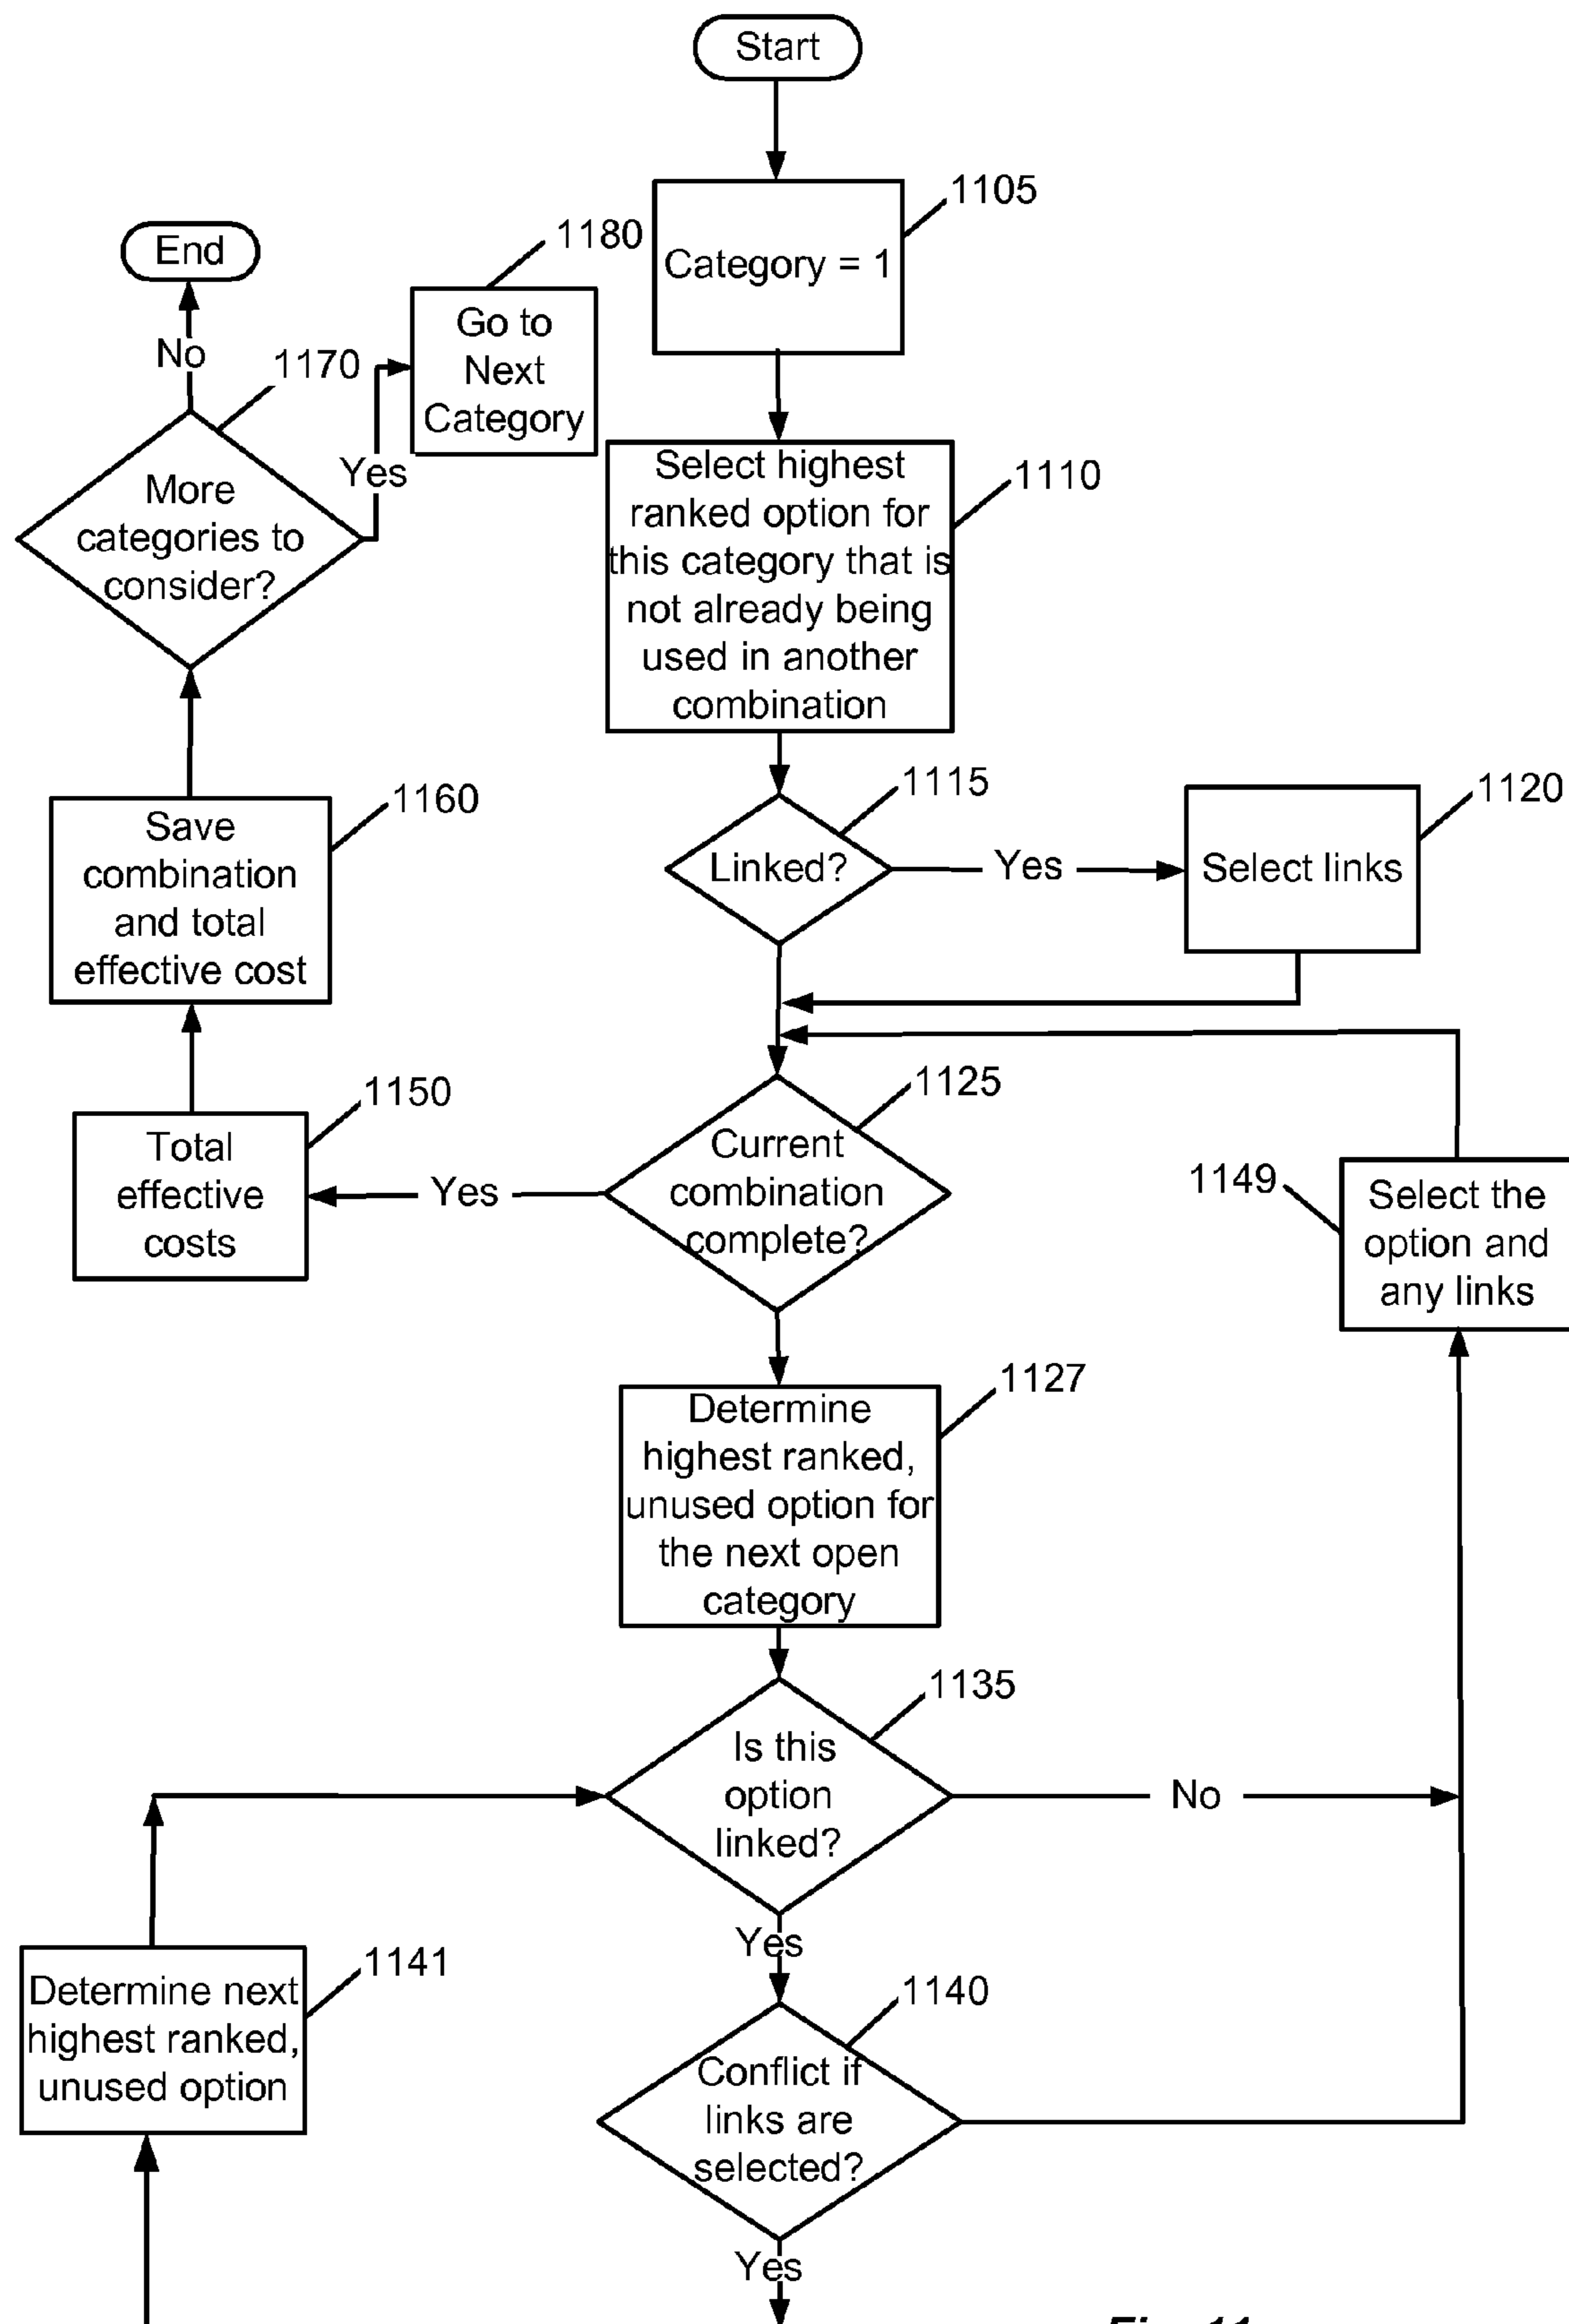 Start
1105
Category = 1
End
1180
Go to
Next
Category
No
1170
Yes
More
categories to
consider?
Select highest
ranked option for
this category that is
not already being
used in another
combination
1110
1115
Linked?
Yes
1120
Select links
1160
Save
combination
and total
effective cost
1150
Total
effective
costs
Yes
1125
Current
combination
complete?
1149
Select the
option and
any links
1127
Determine
highest ranked,
unused option for
the next open
category
1135
Is this
option
linked?
No
Yes
1141
Determine next
highest ranked,
unused option
1140
Conflict if
links are
selected?
Yes
Fig. 11